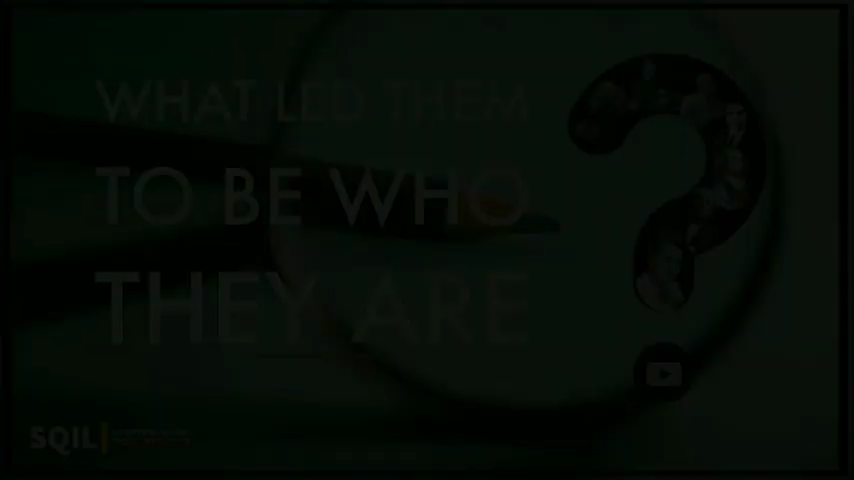 WHAT LED THEM
TO BE WHO
THEY ARE
SQIL